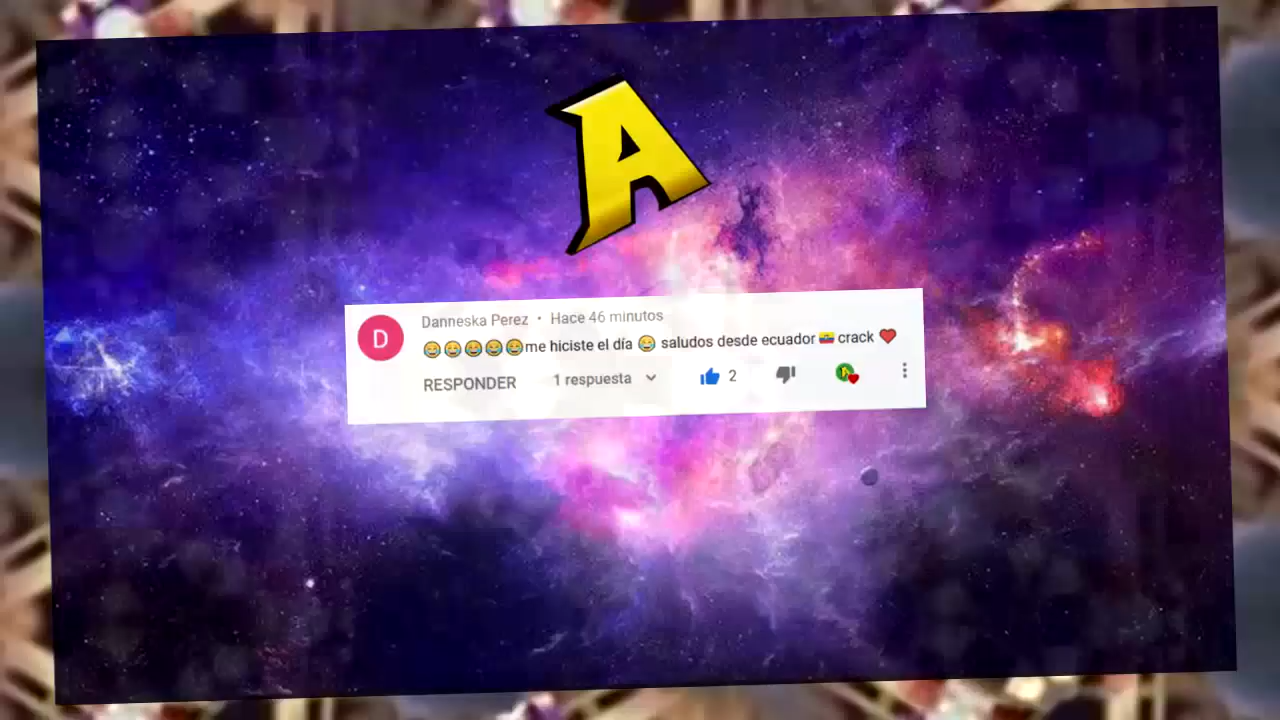 A
D
Danneska Perez · Hace 46 minutos
😂😂😂😂😂me hiciste el día 😂 saludos desde ecuador 🇪🇨 crack ❤️
RESPONDER 1 respuesta 2